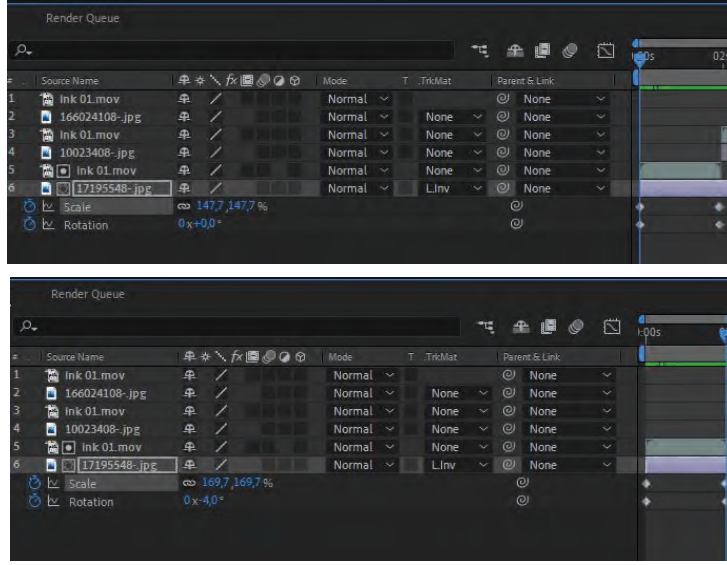 Render Queue
:00s 02s
# Source Name Mode T .TrkMat Parent & Link
1 Ink 01.mov Normal None
2 166024108-.jpg Normal None None
3 Ink 01.mov Normal None None
4 10023408-.jpg Normal None None
5 Ink 01.mov Normal None None
6 17195548-.jpg Normal L.Inv None
Scale 147,7 ,147,7 %
Rotation 0 x+0,0 °
Render Queue
:00s
# Source Name Mode T .TrkMat Parent & Link
1 Ink 01.mov Normal None
2 166024108-.jpg Normal None None
3 Ink 01.mov Normal None None
4 10023408-.jpg Normal None None
5 Ink 01.mov Normal None None
6 17195548-.jpg Normal L.Inv None
Scale 169,7 ,169,7 %
Rotation 0 x-4,0 °